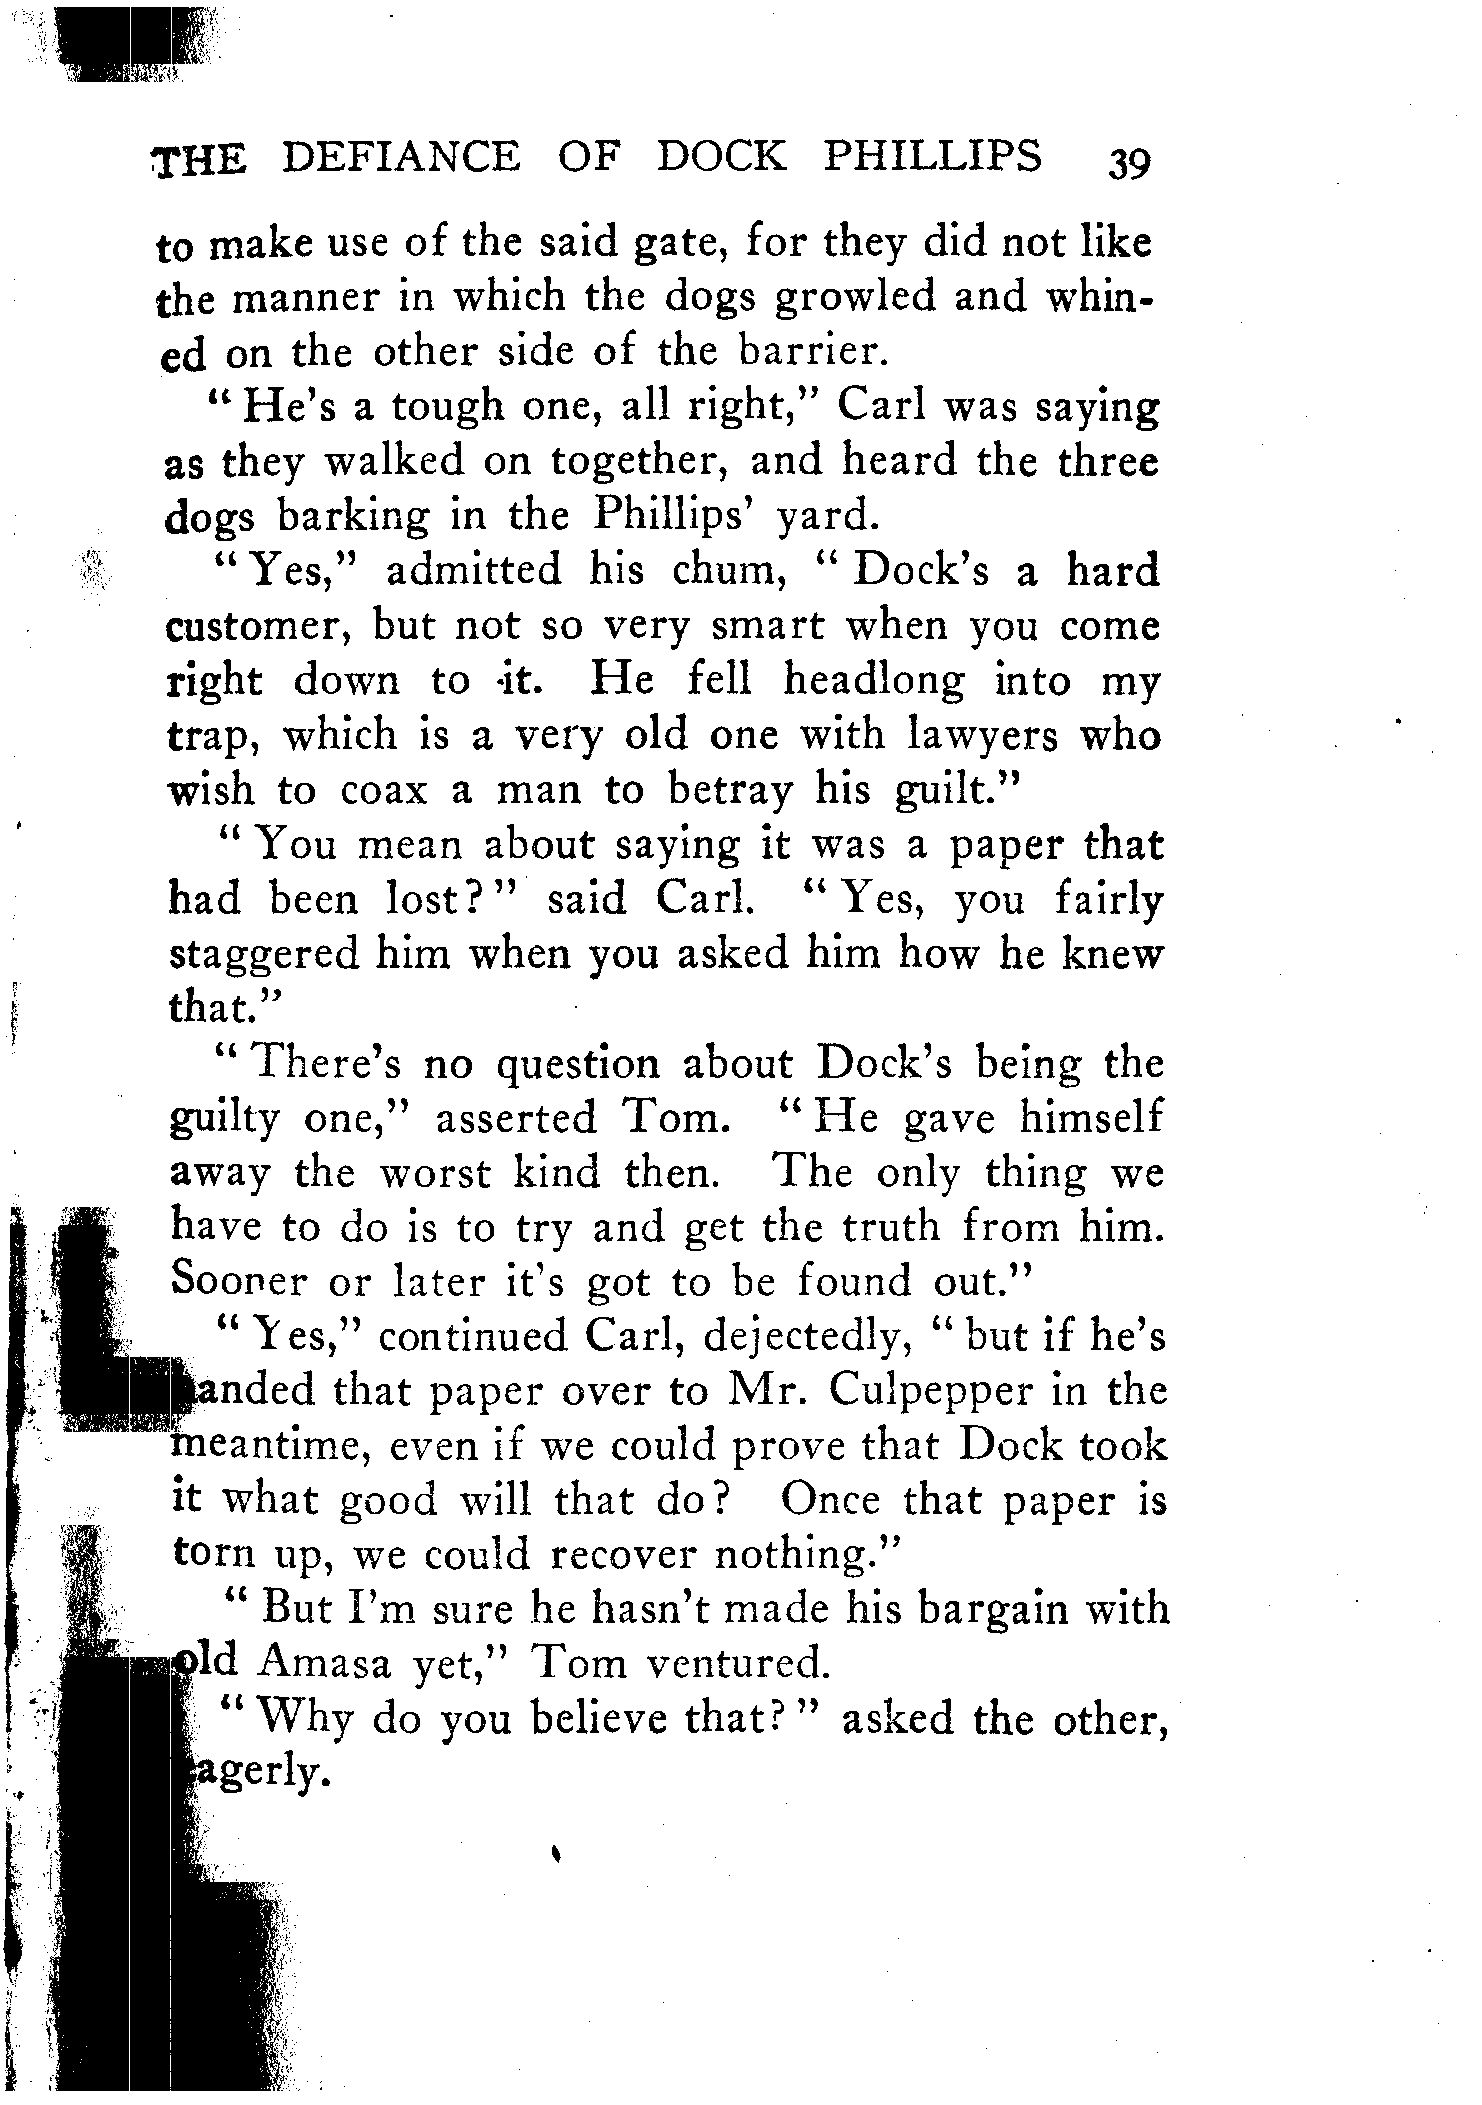 THE DEFIANCE OF DOCK PHILLIPS 39
to make use of the said gate, for they did not like
the manner in which the dogs growled and whin-
ed on the other side of the barrier.
“He's a tough one, all right,” Carl was saying
as they walked on together, and heard the three
dogs barking in the Phillips' yard.
“Yes,” admitted his chum, “Dock's a hard
customer, but not so very smart when you come
right down to it. He fell headlong into my
trap, which is a very old one with lawyers who
wish to coax a man to betray his guilt.”
“You mean about saying it was a paper that
had been lost?” said Carl. “Yes, you fairly
staggered him when you asked him how he knew
that.”
“There's no question about Dock's being the
guilty one,” asserted Tom. “He gave himself
away the worst kind then. The only thing we
have to do is to try and get the truth from him.
Sooner or later it's got to be found out.”
“Yes,” continued Carl, dejectedly, “but if he's
anded that paper over to Mr. Culpepper in the
meantime, even if we could prove that Dock took
it what good will that do? Once that paper is
torn up, we could recover nothing.”
“But I'm sure he hasn't made his bargain with
old Amasa yet,” Tom ventured.
“Why do you believe that?” asked the other,
agerly.